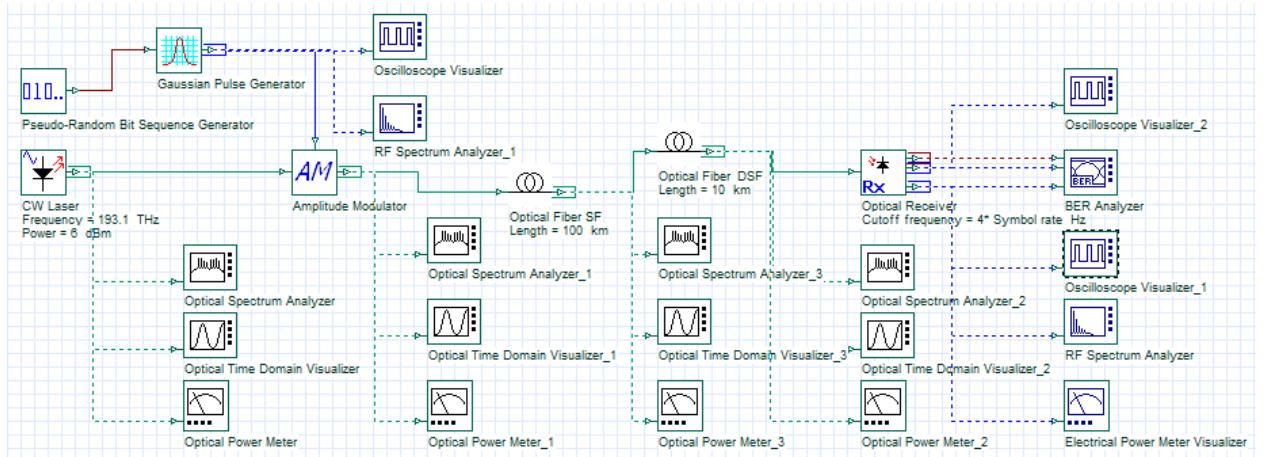 Oscilloscope Visualizer
Gaussian Pulse Generator
010..
Pseudo-Random Bit Sequence Generator
RF Spectrum Analyzer_1
Oscilloscope Visualizer_2
AM
CW Laser
Frequency = 193.1 THz
Power = 6 dBm
Amplitude Modulator
Optical Fiber SF
Length = 100 km
Optical Fiber DSF
Length = 10 km
Rx
Optical Receiver
Cutoff frequency = 4* Symbol rate Hz
BER
BER Analyzer
Optical Spectrum Analyzer
Optical Spectrum Analyzer_1
Optical Spectrum Analyzer_3
Optical Spectrum Analyzer_2
Oscilloscope Visualizer_1
Optical Time Domain Visualizer
Optical Time Domain Visualizer_1
Optical Time Domain Visualizer_3
Optical Time Domain Visualizer_2
RF Spectrum Analyzer
Optical Power Meter
Optical Power Meter_1
Optical Power Meter_3
Optical Power Meter_2
Electrical Power Meter Visualizer